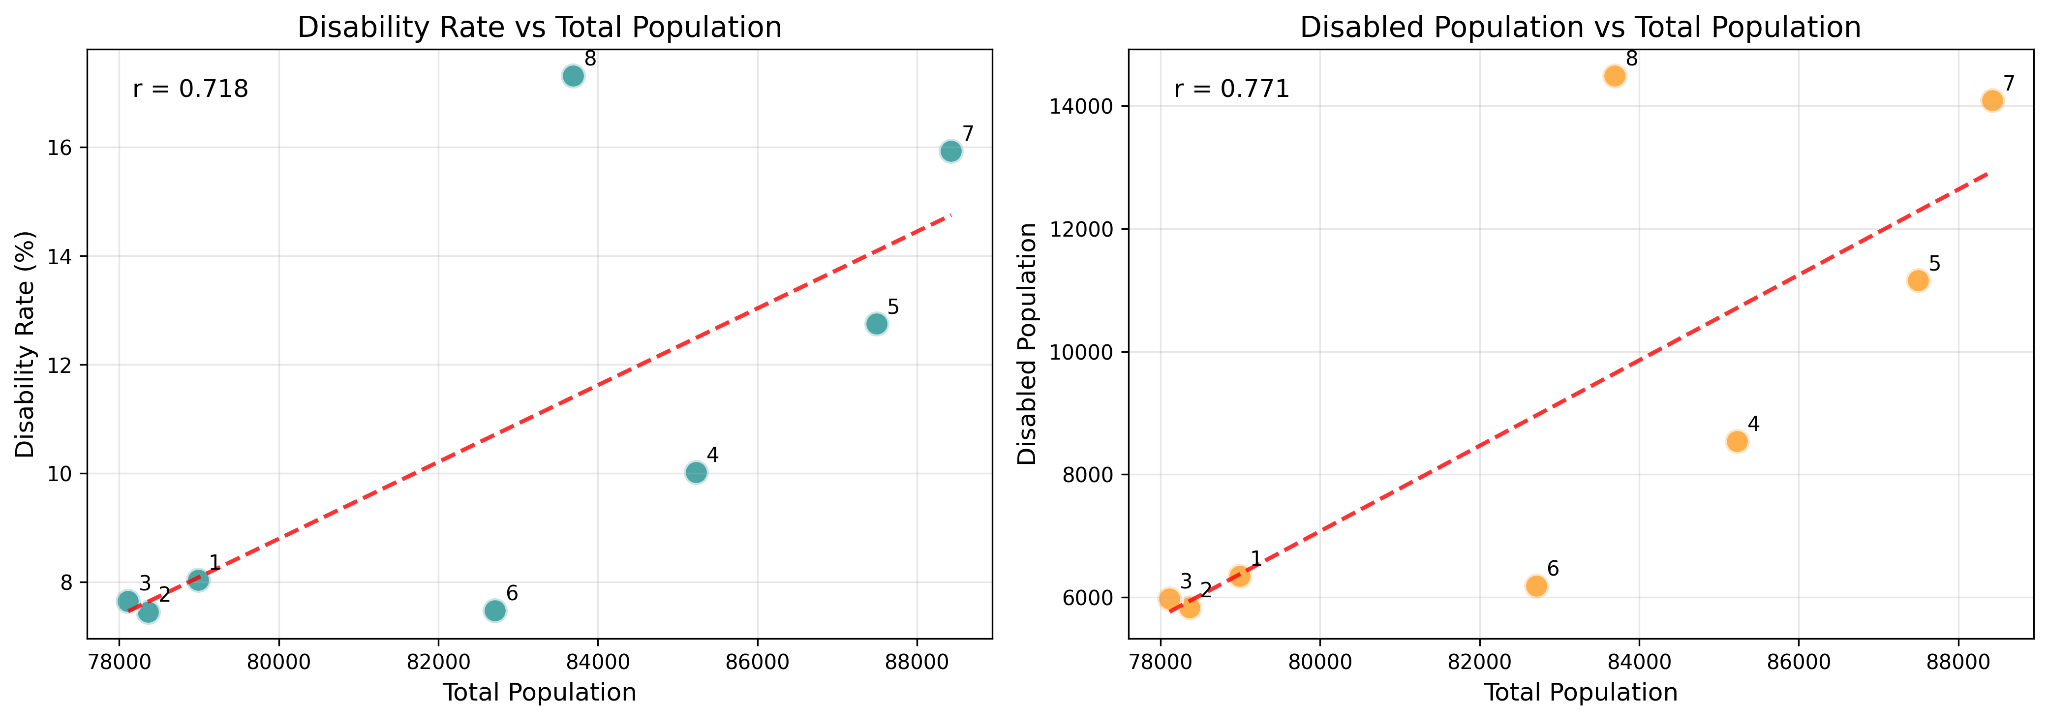 Disability Rate vs Total Population
r = 0.718
8
7
5
4
1
3
2
6
16
14
12
10
8
Disability Rate (%)
78000 80000 82000 84000 86000 88000
Total Population
Disabled Population vs Total Population
r = 0.771
8
7
5
4
1
3
2
6
14000
12000
10000
8000
6000
Disabled Population
78000 80000 82000 84000 86000 88000
Total Population